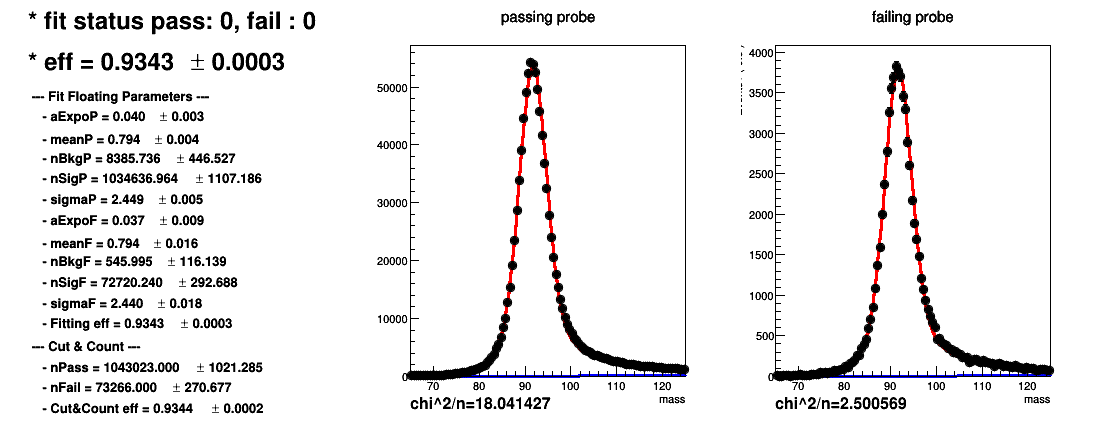 * fit status pass: 0, fail : 0
* eff = 0.9343 ± 0.0003
--- Fit Floating Parameters ---
- aExpoP = 0.040 ± 0.003
- meanP = 0.794 ± 0.004
- nBkgP = 8385.736 ± 446.527
- nSigP = 1034636.964 ± 1107.186
- sigmaP = 2.449 ± 0.005
- aExpoF = 0.037 ± 0.009
- meanF = 0.794 ± 0.016
- nBkgF = 545.995 ± 116.139
- nSigF = 72720.240 ± 292.688
- sigmaF = 2.440 ± 0.018
- Fitting eff = 0.9343 ± 0.0003
--- Cut & Count ---
- nPass = 1043023.000 ± 1021.285
- nFail = 73266.000 ± 270.677
- Cut&Count eff = 0.9344 ± 0.0002
passing probe
50000
40000
30000
20000
10000
0
70 80 90 100 110 120
mass
chi^2/n=18.041427
failing probe
4000
3500
3000
2500
2000
1500
1000
500
0
70 80 90 100 110 120
mass
chi^2/n=2.500569